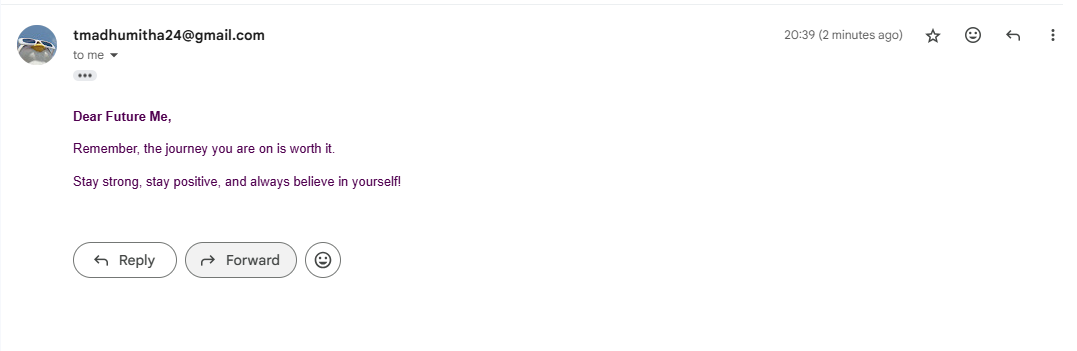 tmadhumitha24@gmail.com
20:39 (2 minutes ago)
to me
Dear Future Me,
Remember, the journey you are on is worth it.
Stay strong, stay positive, and always believe in yourself!
Reply
Forward